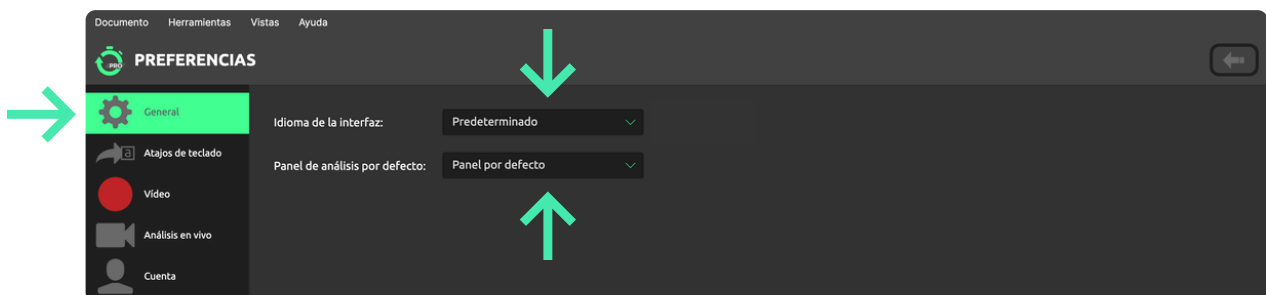 Documento Herramientas Vistas Ayuda
PRO PREFERENCIAS
General
Idioma de la interfaz: Predeterminado
a Atajos de teclado
Panel de análisis por defecto: Panel por defecto
Vídeo
Análisis en vivo
Cuenta